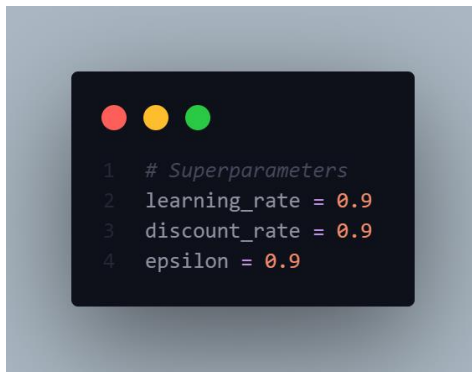 1 # Superparameters
2 learning_rate = 0.9
3 discount_rate = 0.9
4 epsilon = 0.9